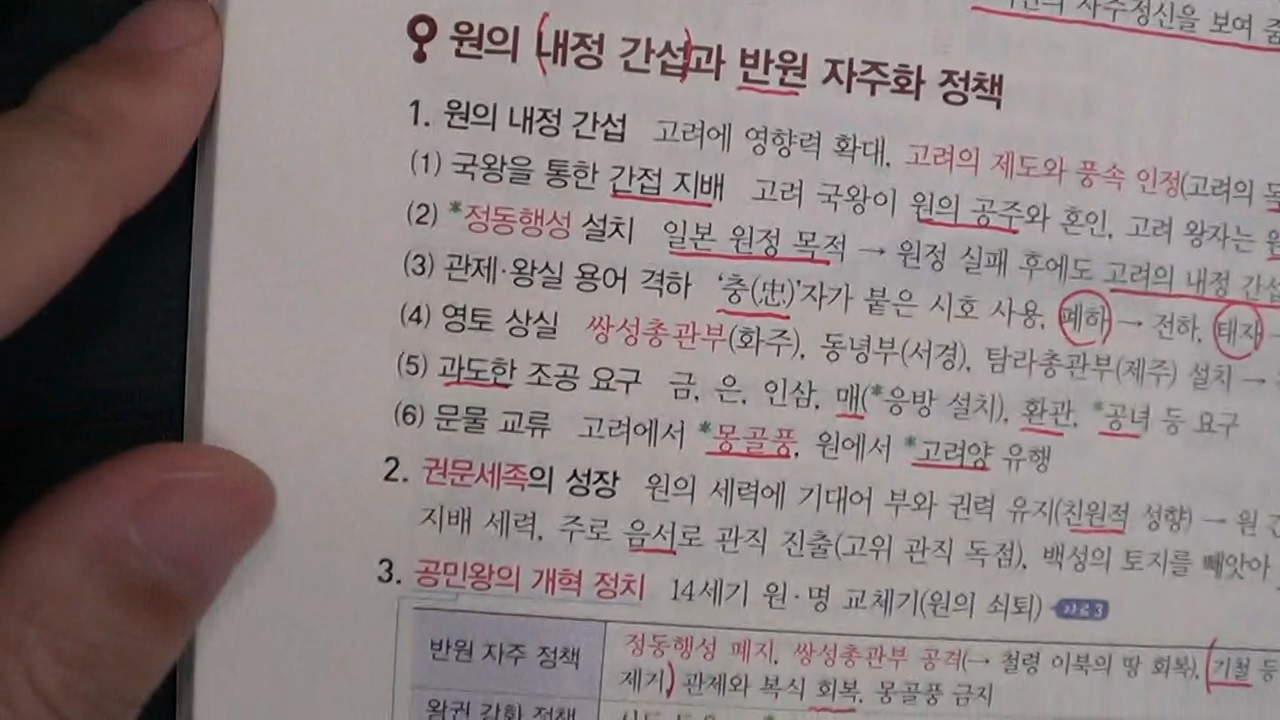 자주정신을 보여
원의 내정 간섭과 반원 자주화 정책
1. 원의 내정 간섭 고려에 영향력 확대, 고려의 제도와 풍속 인정(고려의
(1) 국왕을 통한 간접 지배 고려 국왕이 원의 공주와 혼인, 고려 왕자는
(2) *정동행성 설치 일본 원정 목적 → 원정 실패 후에도 고려의 내정 간섭
(3) 관제·왕실 용어 격하 '충(忠)'자가 붙은 시호 사용, 폐하 → 전하, 태자
(4) 영토 상실 쌍성총관부(화주), 동녕부(서경), 탐라총관부(제주) 설치 →
(5) 과도한 조공 요구 금, 은, 인삼, 매(*응방 설치), 환관, *공녀 등 요구
(6) 문물 교류 고려에서 *몽골풍, 원에서 *고려양 유행
2. 권문세족의 성장 원의 세력에 기대어 부와 권력 유지(친원적 성향) → 원
지배 세력, 주로 음서로 관직 진출(고위 관직 독점), 백성의 토지를 빼앗아
3. 공민왕의 개혁 정치 14세기 원·명 교체기(원의 쇠퇴) 자료3
반원 자주 정책 정동행성 폐지, 쌍성총관부 공격(→ 철령 이북의 땅 회복), 기철 등
제거) 관제와 복식 회복, 몽골풍 금지
왕권 강화 정책